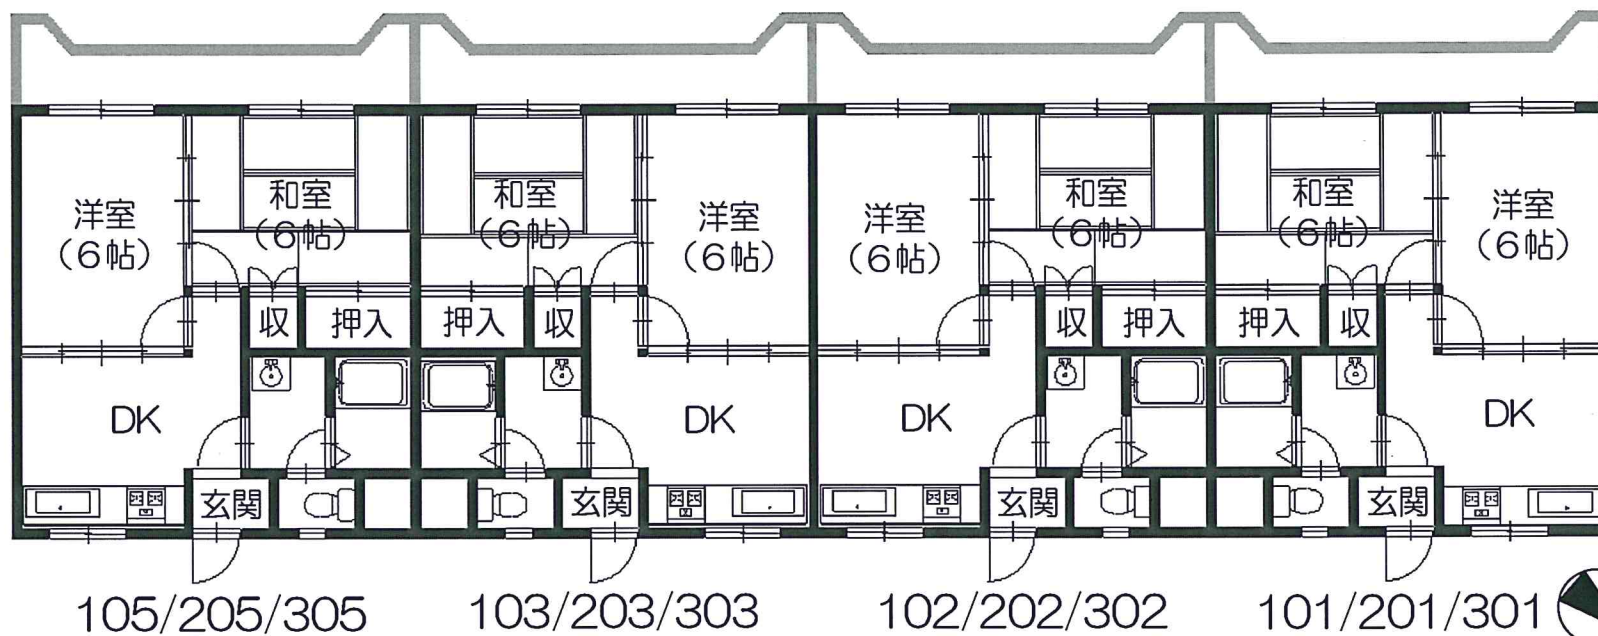 洋室
(6帖)
和室
(6帖)
和室
(6帖)
洋室
(6帖)
洋室
(6帖)
和室
(6帖)
和室
(6帖)
洋室
(6帖)
収
押入
押入
収
収
押入
押入
収
DK
DK
DK
DK
玄関
玄関
玄関
玄関
105/205/305
103/203/303
102/202/302
101/201/301